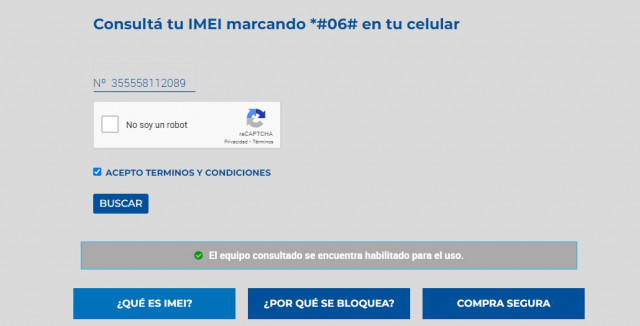 Consultá tu IMEI marcando *#06# en tu celular
Nº 355558112089
No soy un robot
reCAPTCHA
Privacidad - Términos
ACEPTO TERMINOS Y CONDICIONES
BUSCAR
El equipo consultado se encuentra habilitado para el uso.
¿QUÉ ES IMEI?
¿POR QUÉ SE BLOQUEA?
COMPRA SEGURA